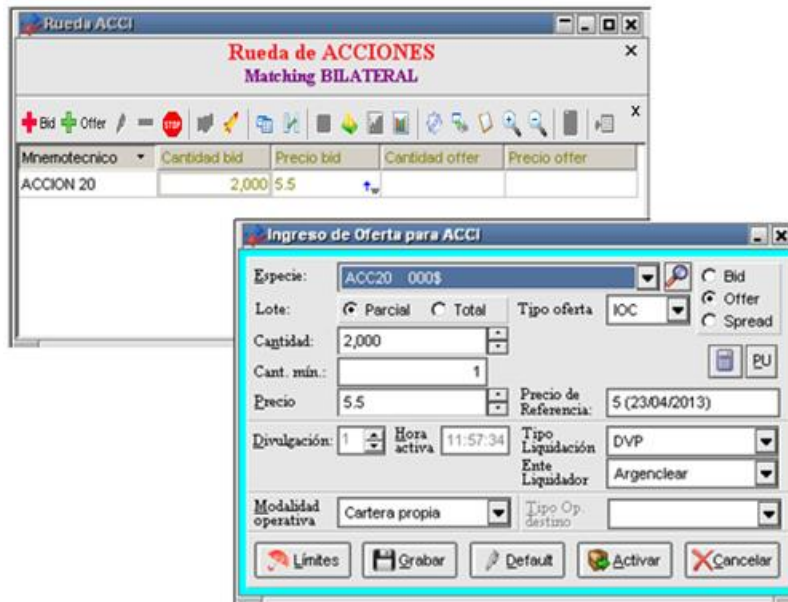 Rueda ACCI
Rueda de ACCIONES
Matching BILATERAL
Bid Offer STOP
Mnemotecnico Cantidad bid Precio bid Cantidad offer Precio offer
ACCION 20 2,000 5.5
Ingreso de Oferta para ACCI
Especie: ACC20 000$ Bid
Lote: Parcial Total Tipo oferta IOC Offer
Spread
Cantidad: 2,000
Cant. mín.: 1 PU
Precio 5.5 Precio de Referencia: 5 (23/04/2013)
Divulgación: 1 Hora activa 11:57:34 Tipo Liquidación DVP
Ente Liquidador Argenclear
Modalidad operativa Cartera propia Tipo Op. destino
Límites Grabar Default Activar Cancelar